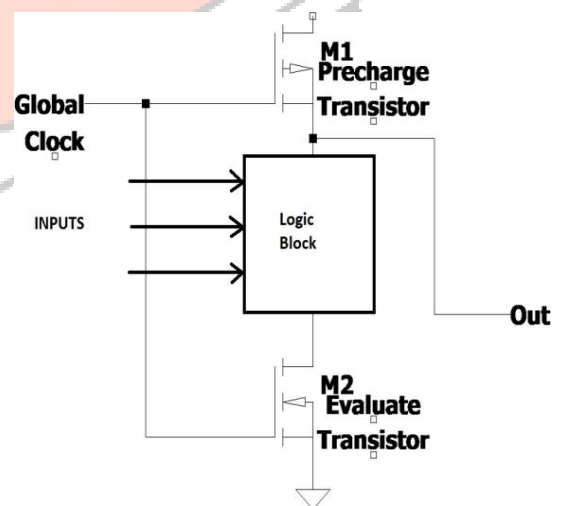 M1
Precharge
Transistor
Global
Clock
INPUTS
Logic
Block
Out
M2
Evaluate
Transistor